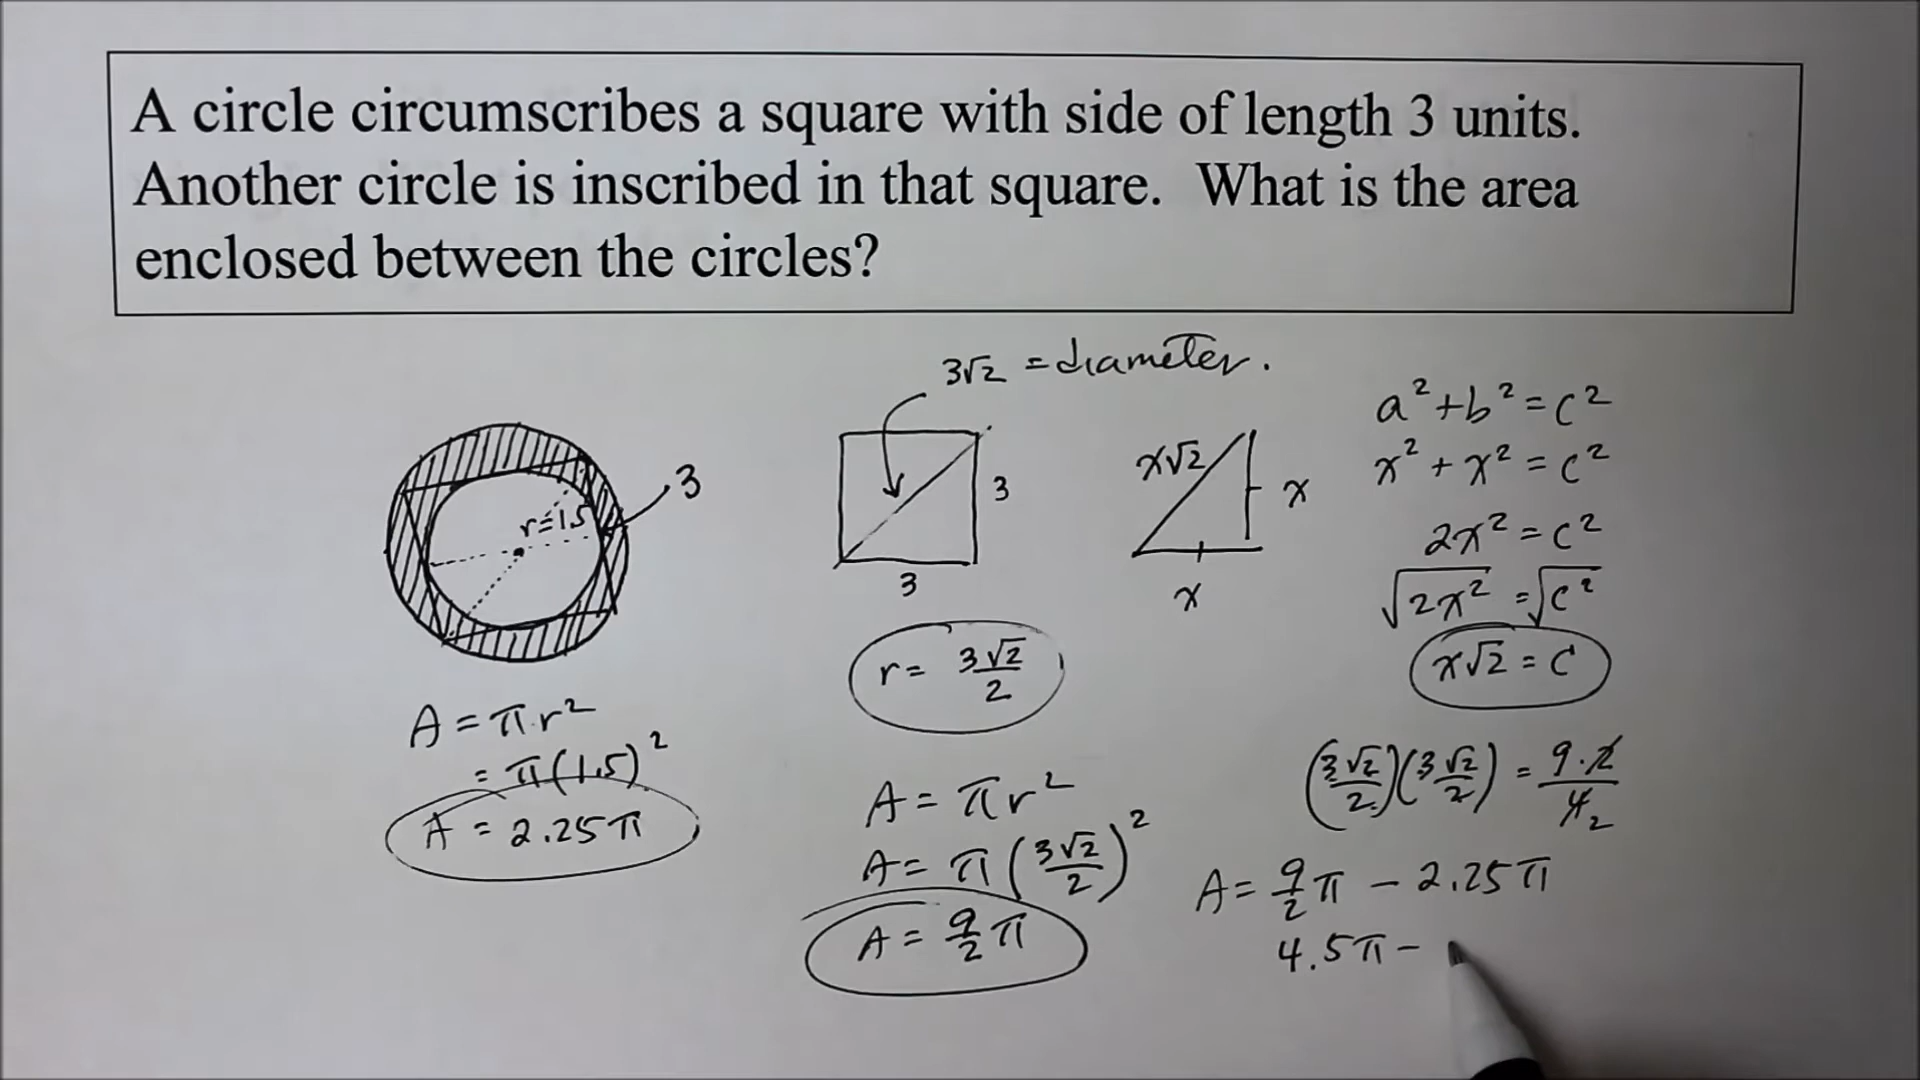 A circle circumscribes a square with side of length 3 units.
Another circle is inscribed in that square. What is the area
enclosed between the circles?
3√2 = diameter.
r=1.5
3
A = π·r²
= π(1.5)²
A = 2.25π
3
3
r = 3√2/2
A = πr²
A = π(3√2/2)²
A = 9/2 π
x√2
x
x
a² + b² = c²
x² + x² = c²
2x² = c²
√2x² = √c²
x√2 = c
(3√2/2)(3√2/2) = 9·2/4 2
A = 9/2 π − 2.25π
4.5π −